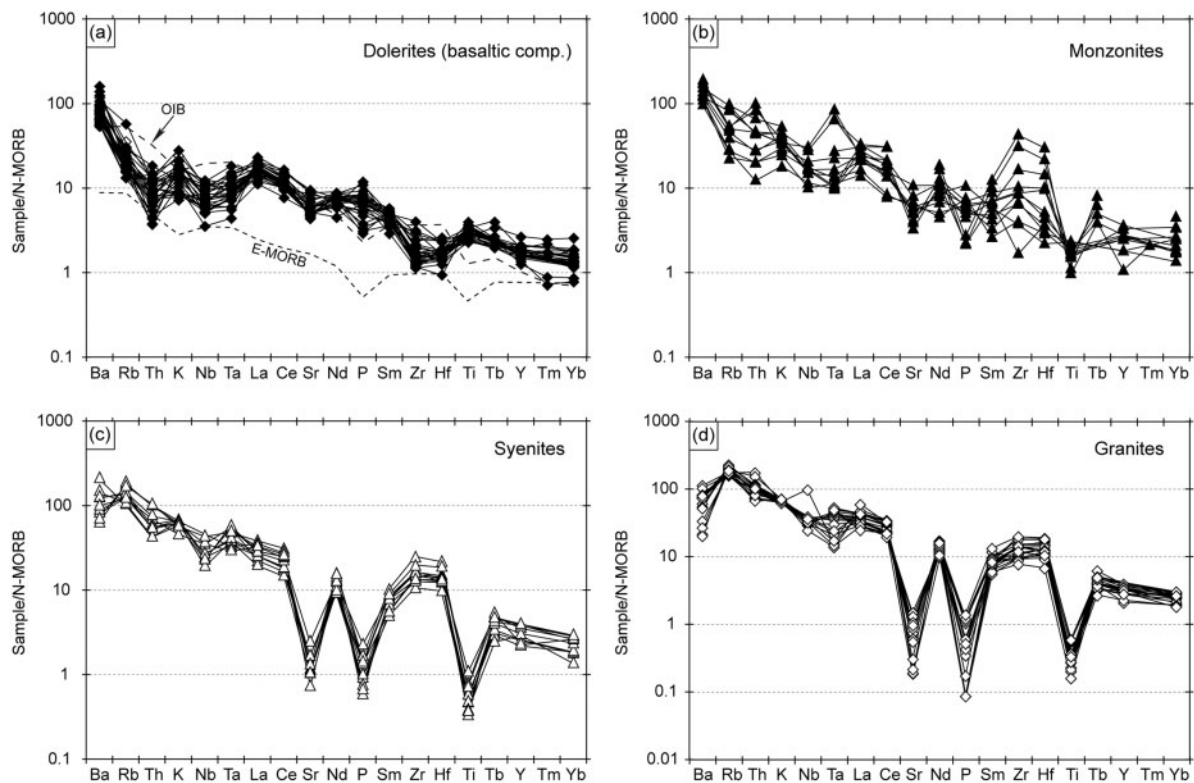 (a)
Dolerites (basaltic comp.)
Sample/N-MORB
1000
100
10
1
0.1
OIB
E-MORB
Ba Rb Th K Nb Ta La Ce Sr Nd P Sm Zr Hf Ti Tb Y Tm Yb
(b)
Monzonites
Sample/N-MORB
1000
100
10
1
0.1
Ba Rb Th K Nb Ta La Ce Sr Nd P Sm Zr Hf Ti Tb Y Tm Yb
(c)
Syenites
Sample/N-MORB
1000
100
10
1
0.1
Ba Rb Th K Nb Ta La Ce Sr Nd P Sm Zr Hf Ti Tb Y Tm Yb
(d)
Granites
Sample/N-MORB
1000
100
10
1
0.1
0.01
Ba Rb Th K Nb Ta La Ce Sr Nd P Sm Zr Hf Ti Tb Y Tm Yb